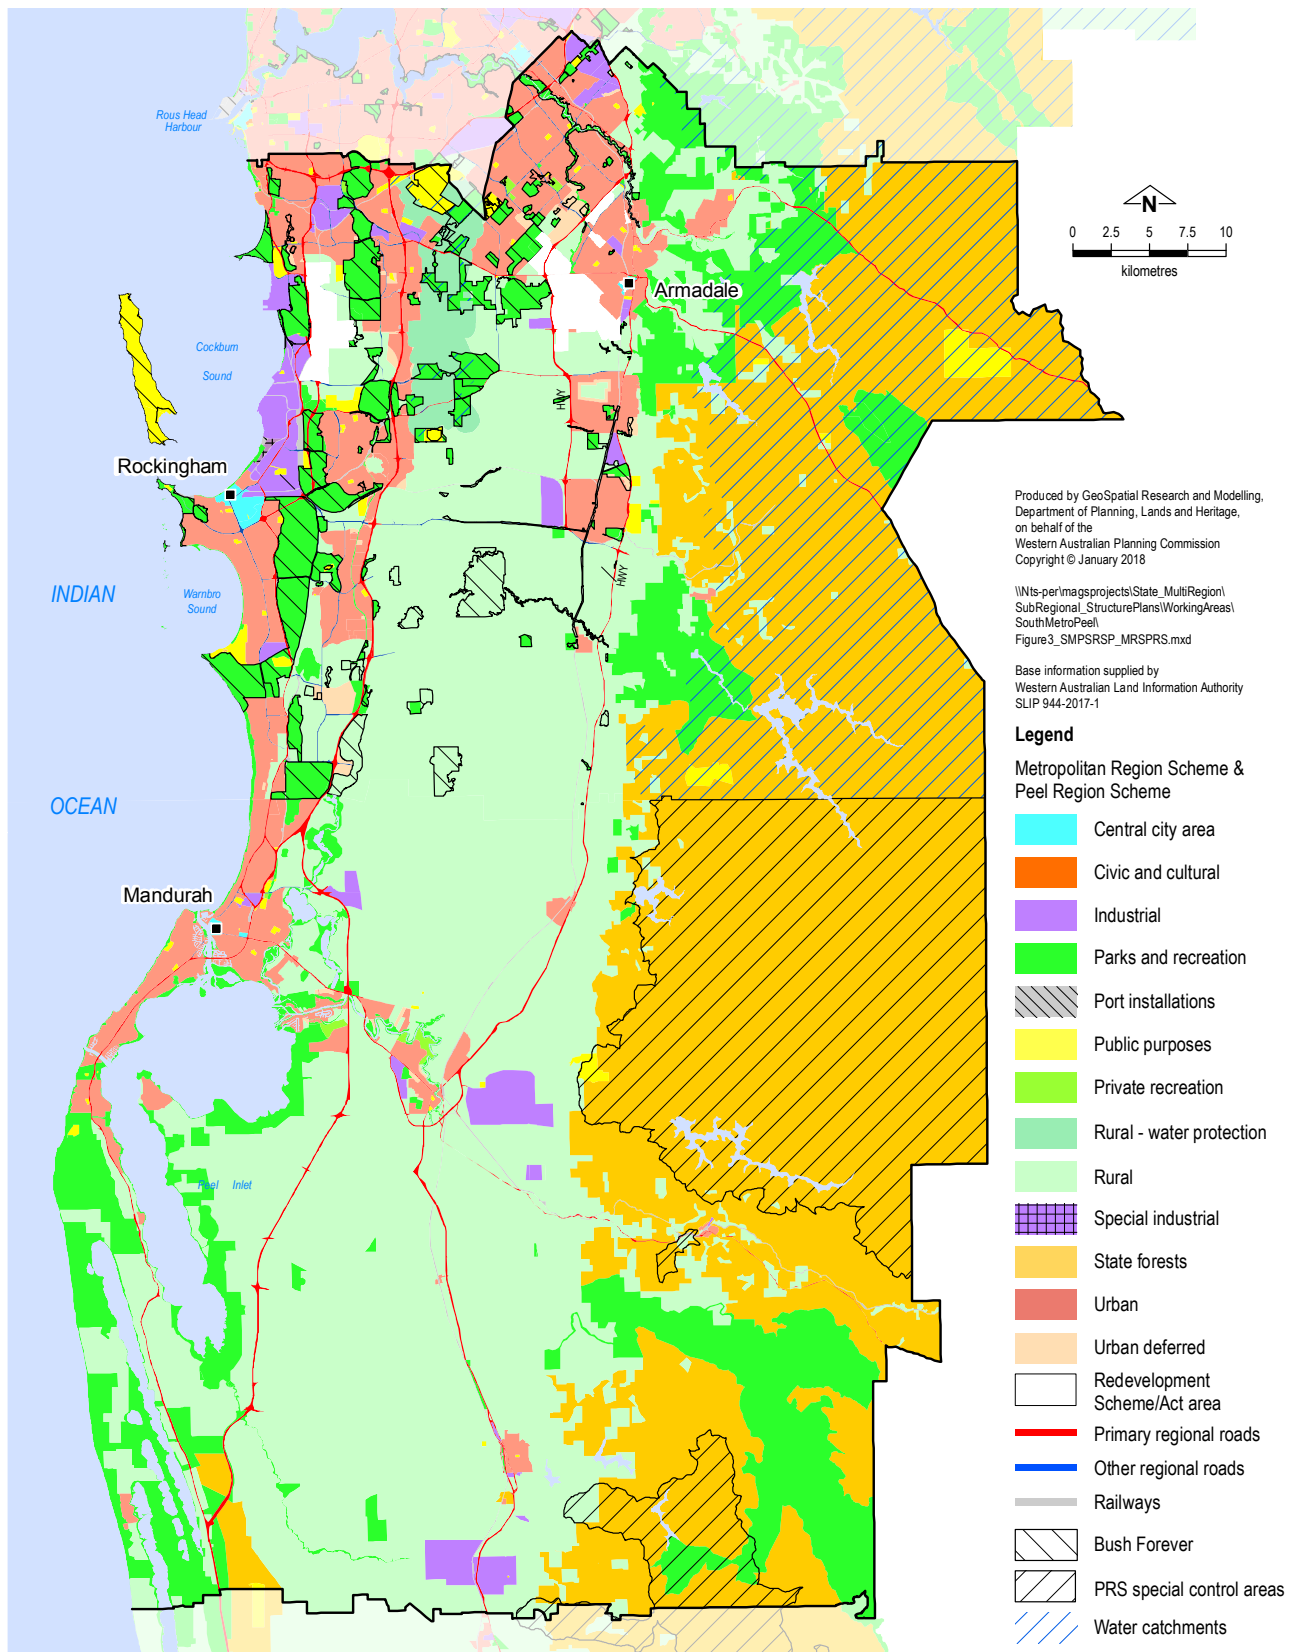 Rous Head
Harbour
N
0 2.5 5 7.5 10
kilometres
Armadale
Cockburn
Sound
HWY
Rockingham
Produced by GeoSpatial Research and Modelling,
Department of Planning, Lands and Heritage,
on behalf of the
Western Australian Planning Commission
Copyright © January 2018
\\Nts-per\magsprojects\State_MultiRegion\
SubRegional_StructurePlans\WorkingAreas\
SouthMetroPeel\
Figure3_SMPSRSP_MRSPRS.mxd
Base information supplied by
Western Australian Land Information Authority
SLIP 944-2017-1
HWY
INDIAN
Warnbro
Sound
OCEAN
Mandurah
Peel Inlet
Legend
Metropolitan Region Scheme &
Peel Region Scheme
Central city area
Civic and cultural
Industrial
Parks and recreation
Port installations
Public purposes
Private recreation
Rural - water protection
Rural
Special industrial
State forests
Urban
Urban deferred
Redevelopment
Scheme/Act area
Primary regional roads
Other regional roads
Railways
Bush Forever
PRS special control areas
Water catchments